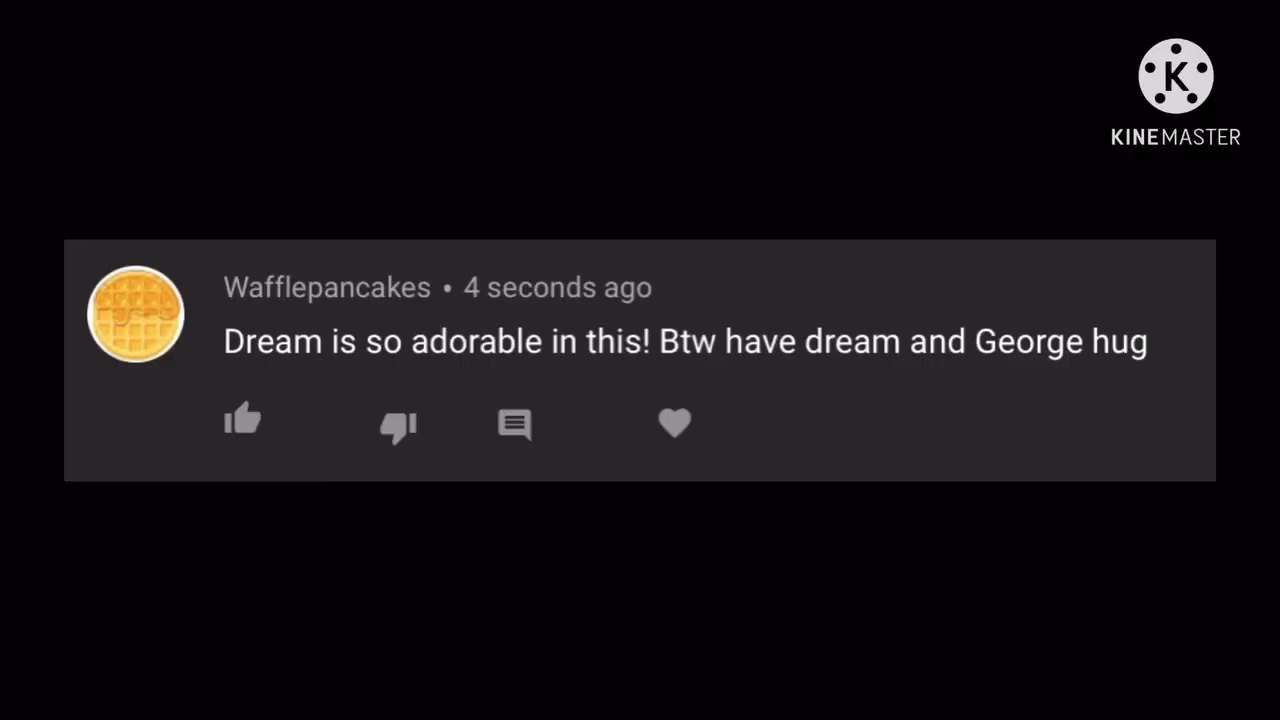 K
KINEMASTER
Wafflepancakes • 4 seconds ago
Dream is so adorable in this! Btw have dream and George hug